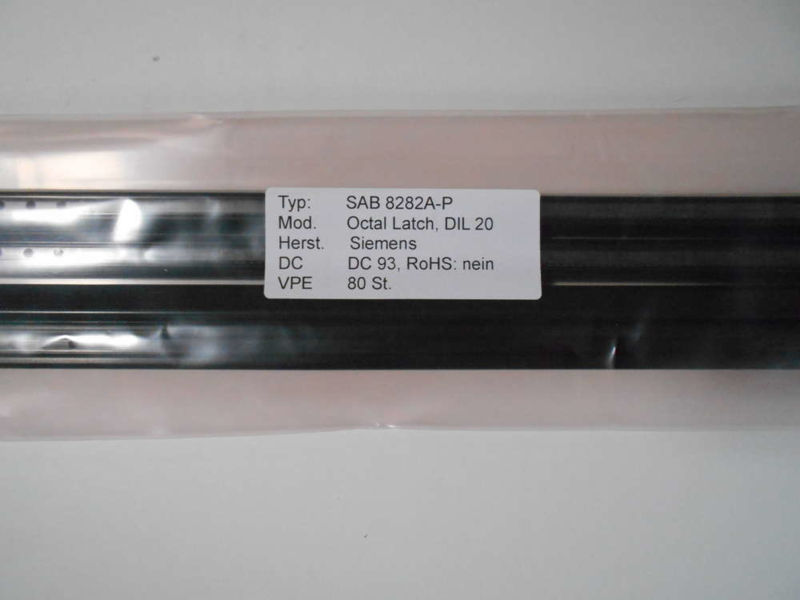 Typ: SAB 8282A-P
Mod. Octal Latch, DIL 20
Herst. Siemens
DC DC 93, RoHS: nein
VPE 80 St.